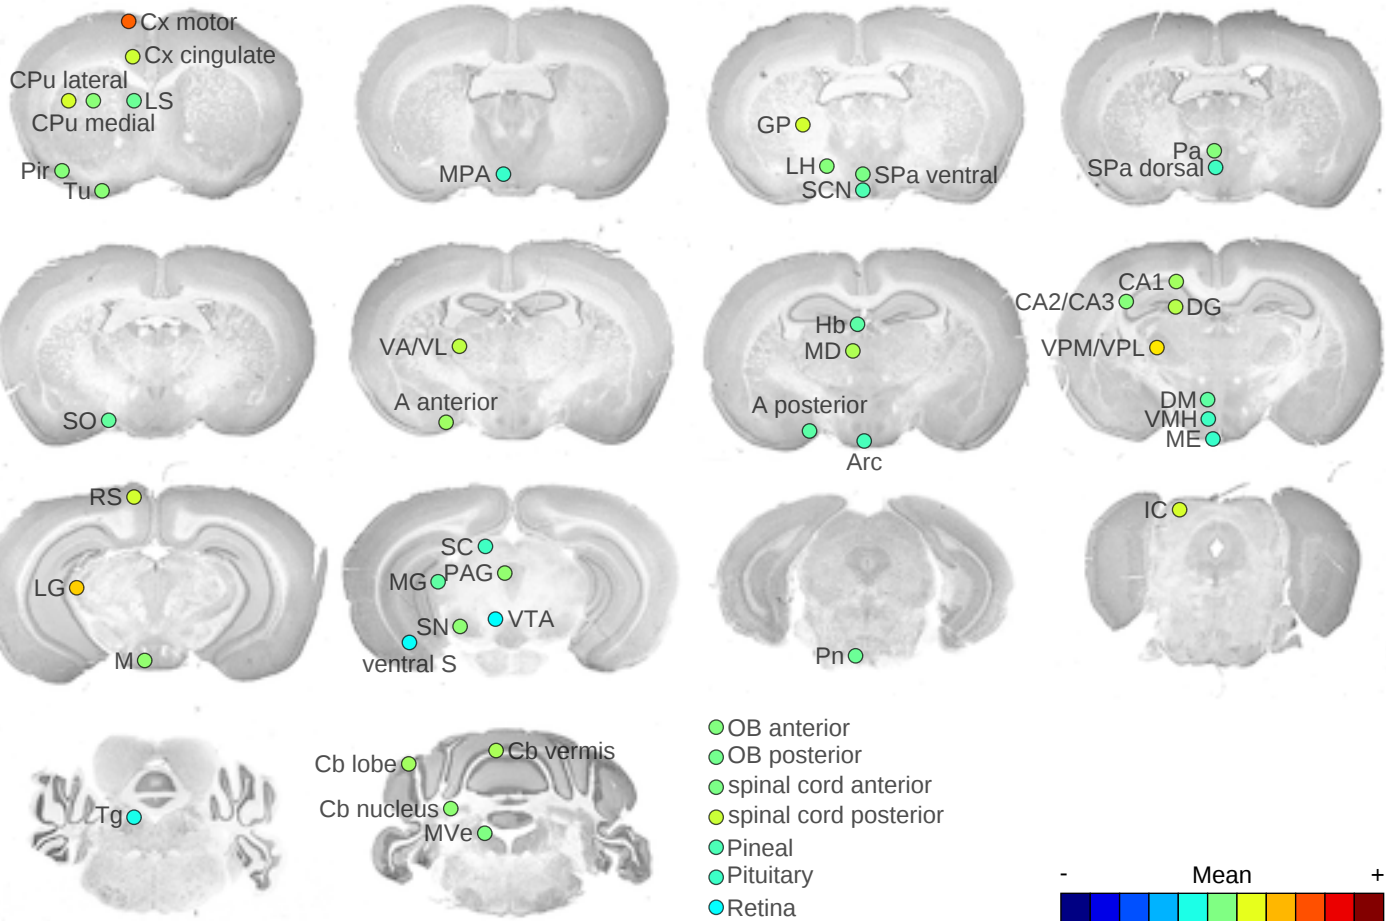 Cx motor
Cx cingulate
CPu lateral
LS
CPu medial
Pir
Tu
MPA
GP
LH
SPa ventral
SCN
Pa
SPa dorsal
SO
VA/VL
A anterior
Hb
MD
A posterior
Arc
CA1
CA2/CA3
DG
VPM/VPL
DM
VMH
ME
RS
LG
M
SC
MG
PAG
SN
VTA
ventral S
Pn
IC
Tg
Cb lobe
Cb vermis
Cb nucleus
MVe
OB anterior
OB posterior
spinal cord anterior
spinal cord posterior
Pineal
Pituitary
Retina
- Mean +